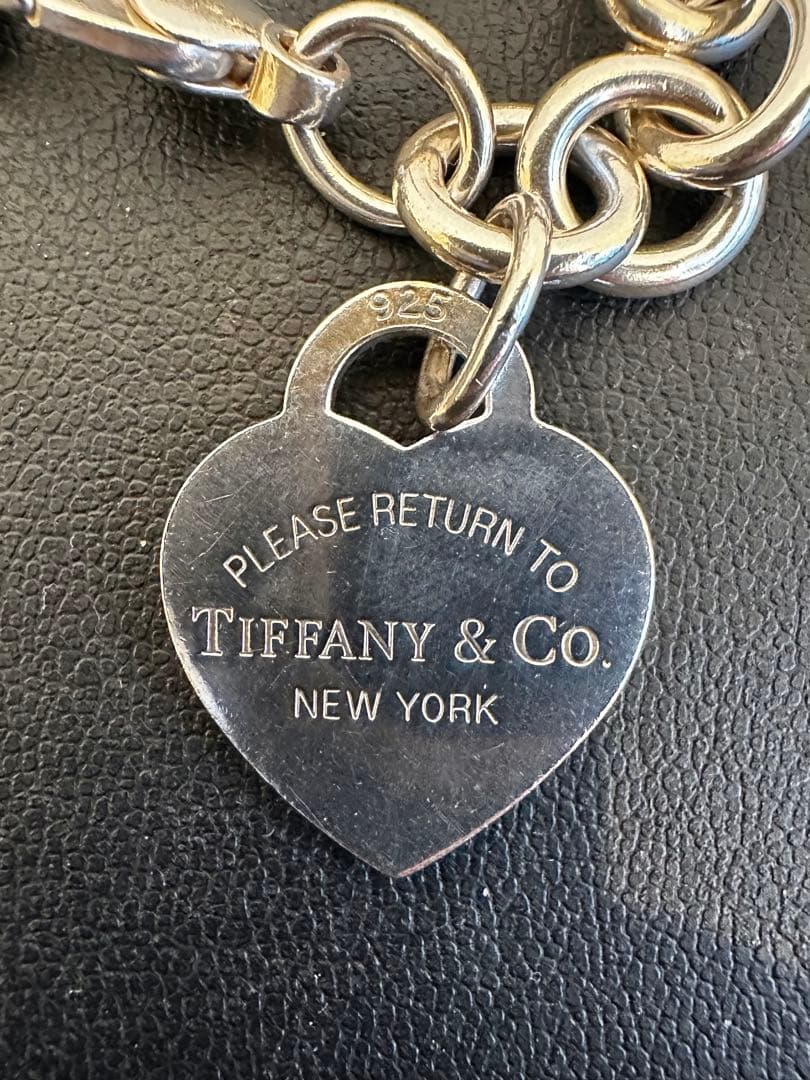 925
PLEASE RETURN TO
TIFFANY & CO.
NEW YORK